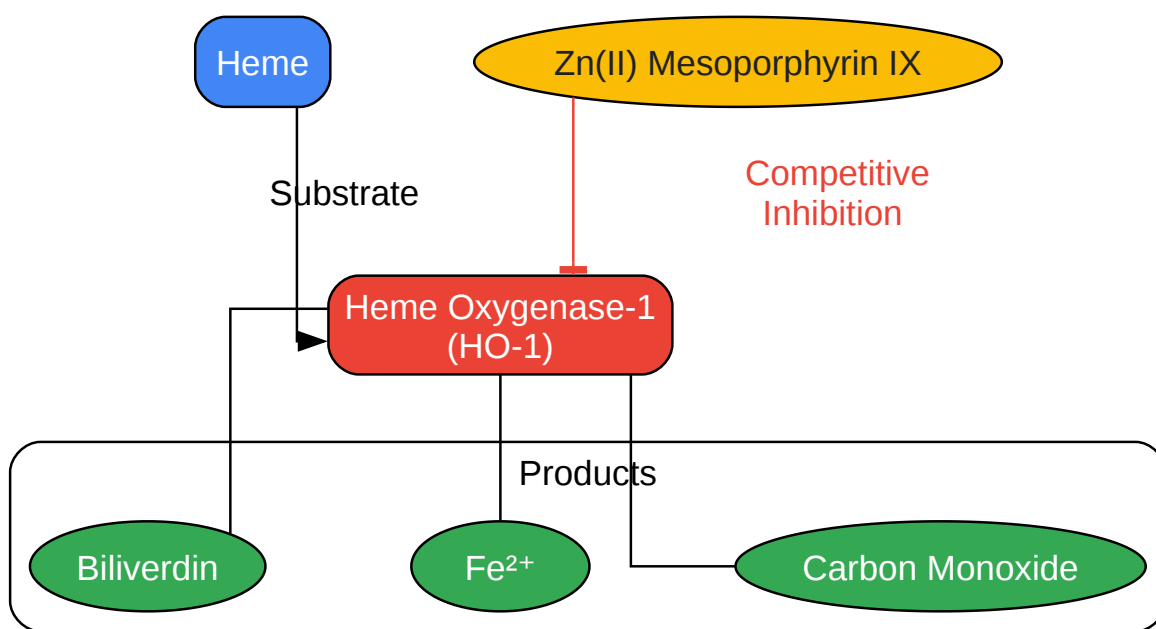 Heme
Zn(II) Mesoporphyrin IX
Substrate
Competitive
Inhibition
Heme Oxygenase-1
(HO-1)
Products
Biliverdin
Fe²⁺
Carbon Monoxide